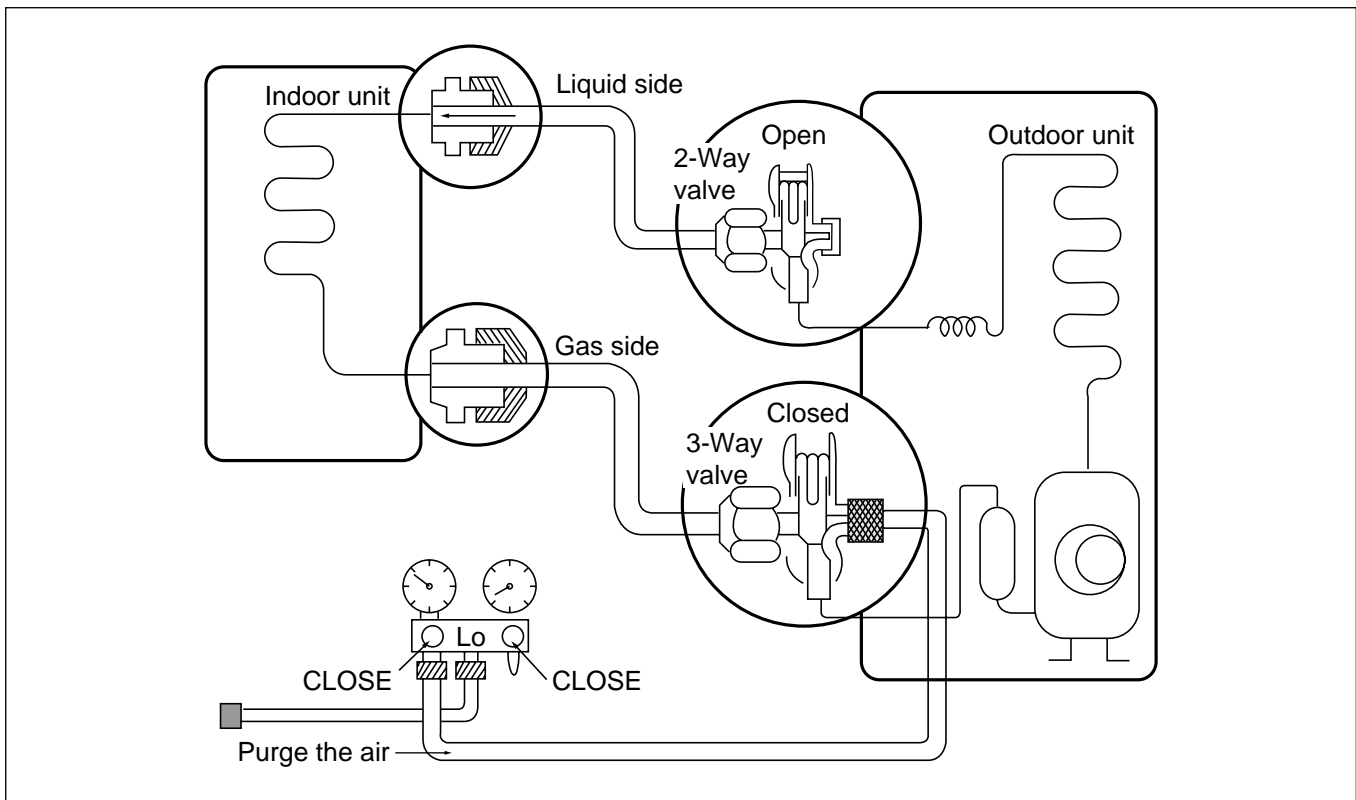 Indoor unit
Liquid side
Open
2-Way
valve
Outdoor unit
Gas side
Closed
3-Way
valve
Lo
CLOSE
CLOSE
Purge the air